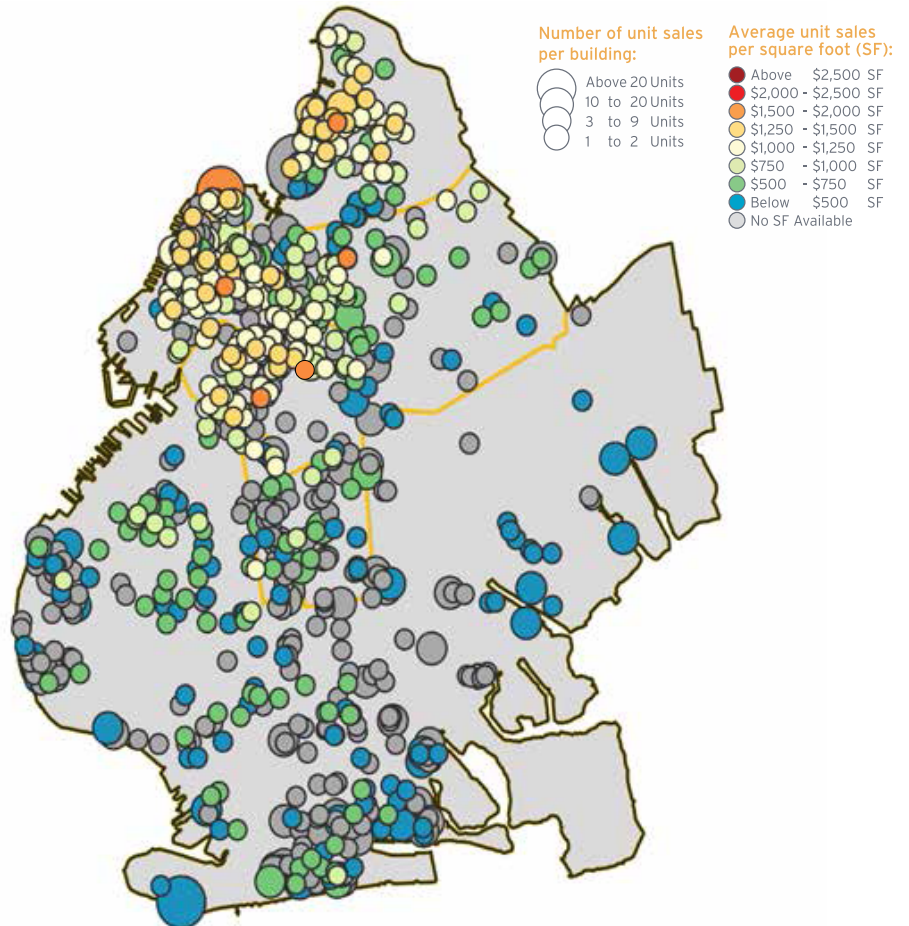 Number of unit sales
per building:
Above 20 Units
10 to 20 Units
3 to 9 Units
1 to 2 Units
Average unit sales
per square foot (SF):
Above $2,500 SF
$2,000 - $2,500 SF
$1,500 - $2,000 SF
$1,250 - $1,500 SF
$1,000 - $1,250 SF
$750 - $1,000 SF
$500 - $750 SF
Below $500 SF
No SF Available